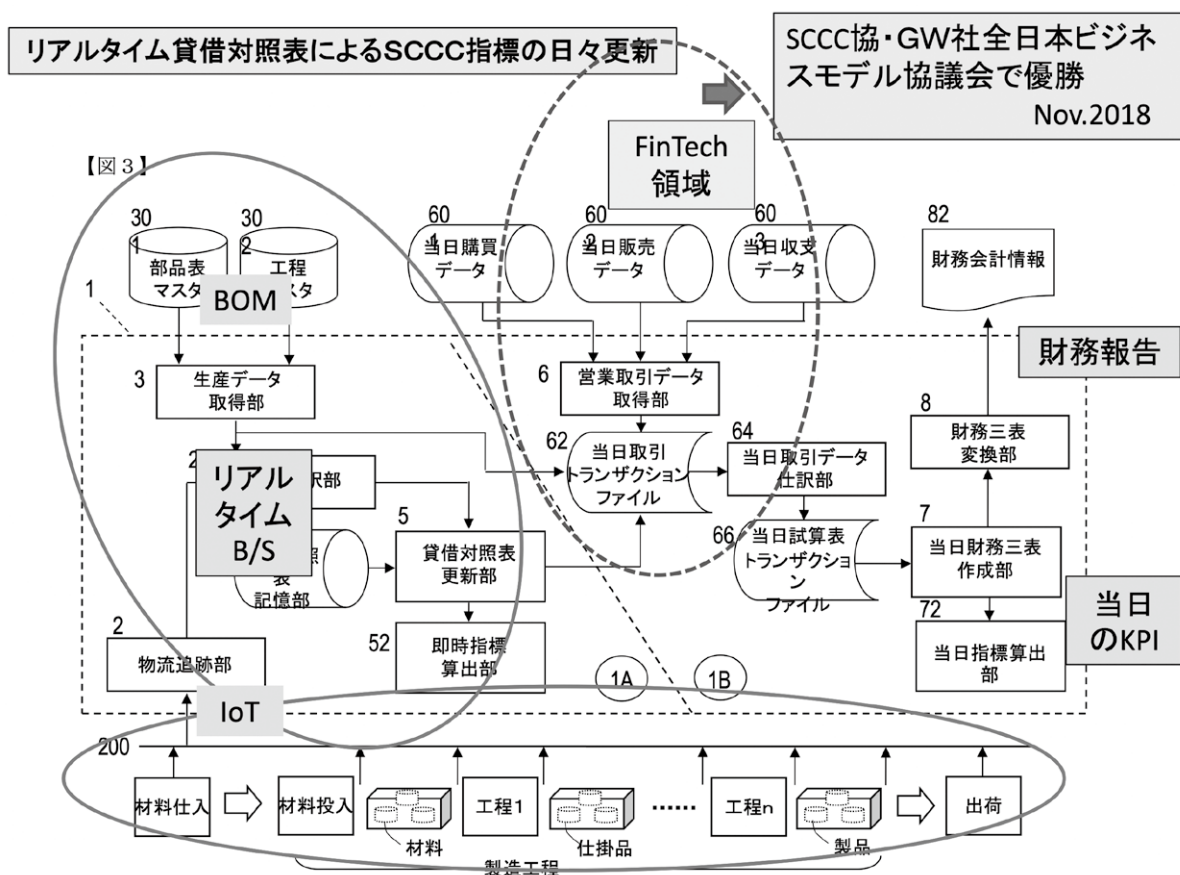 リアルタイム貸借対照表によるSCCC指標の日々更新
SCCC協・GW社全日本ビジネ
スモデル協議会で優勝
Nov.2018
【図3】
FinTech
領域
30
1
部品表
マスタ
30
2
工程
スタ
BOM
60
1
当日購買
データ
60
2
当日販売
データ
60
3
当日収支
データ
82
財務会計情報
1
財務報告
3
生産データ
取得部
6
営業取引データ
取得部
8
財務三表
変換部
62
当日取引
トランザクション
ファイル
64
当日取引データ
仕訳部
2
訳部
リアル
タイム
B/S
5
貸借対照表
更新部
66
当日試算表
トランザクショ
ン
ファイル
7
当日財務三表
作成部
照
表
記憶部
当日
のKPI
2
物流追跡部
52
即時指標
算出部
1A
1B
72
当日指標算出
部
IoT
200
材料仕入
材料投入
工程1
……
工程n
出荷
材料
仕掛品
製品
製造工程